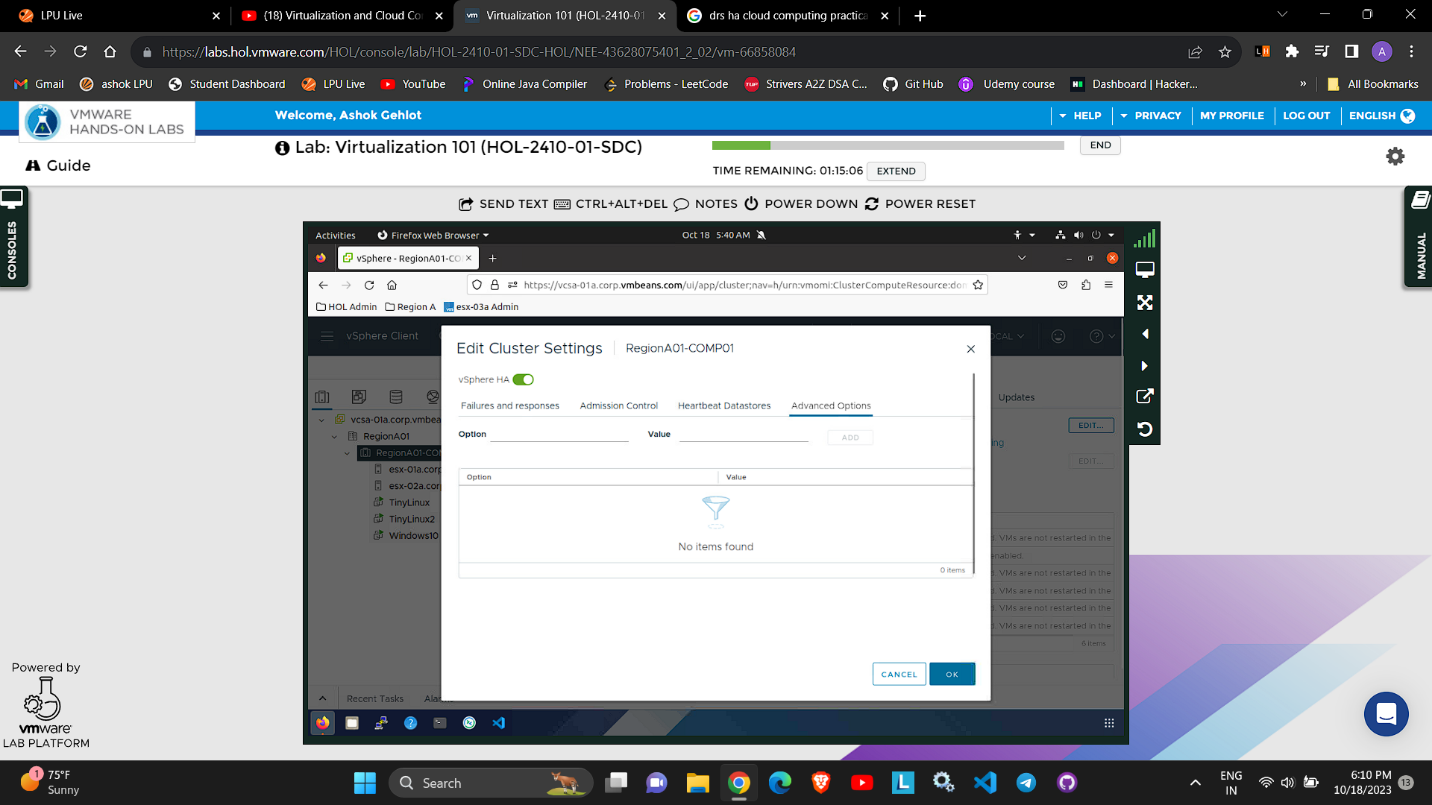 LPU Live
(18) Virtualization and Cloud Co
Virtualization 101 (HOL-2410-01
drs ha cloud computing practica
https://labs.hol.vmware.com/HOL/console/lab/HOL-2410-01-SDC-HOL/NEE-43628075401_2_02/vm-66858084
Gmail
ashok LPU
Student Dashboard
LPU Live
YouTube
Online Java Compiler
Problems - LeetCode
Strivers A2Z DSA C...
Git Hub
Udemy course
Dashboard | Hacker...
»
All Bookmarks
VMWARE
HANDS-ON LABS
Welcome, Ashok Gehlot
HELP
PRIVACY
MY PROFILE
LOG OUT
ENGLISH
Guide
Lab: Virtualization 101 (HOL-2410-01-SDC)
END
TIME REMAINING: 01:15:06
EXTEND
CONSOLES
MANUAL
SEND TEXT
CTRL+ALT+DEL
NOTES
POWER DOWN
POWER RESET
Activities
Firefox Web Browser
Oct 18 5:40 AM
vSphere - RegionA01-CO
https://vcsa-01a.corp.vmbeans.com/ui/app/cluster;nav=h/urn:vmomi:ClusterComputeResource:dom
HOL Admin
Region A
esx-03a Admin
vSphere Client
OCAL
Edit Cluster Settings
RegionA01-COMP01
vSphere HA
Failures and responses
Admission Control
Heartbeat Datastores
Advanced Options
Option
Value
ADD
Option
Value
No items found
0 items
CANCEL
OK
vcsa-01a.corp.vmbea
RegionA01
RegionA01-COM
esx-01a.corp
esx-02a.corp
TinyLinux
TinyLinux2
Windows10
Updates
EDIT...
ing
EDIT...
d. VMs are not restarted in the
enabled.
d. VMs are not restarted in the
d. VMs are not restarted in the
d. VMs are not restarted in the
d. VMs are not restarted in the
6 items
Recent Tasks
Alar
Powered by
vmware
LAB PLATFORM
1
75°F
Sunny
Search
ENG
IN
6:10 PM
10/18/2023
13